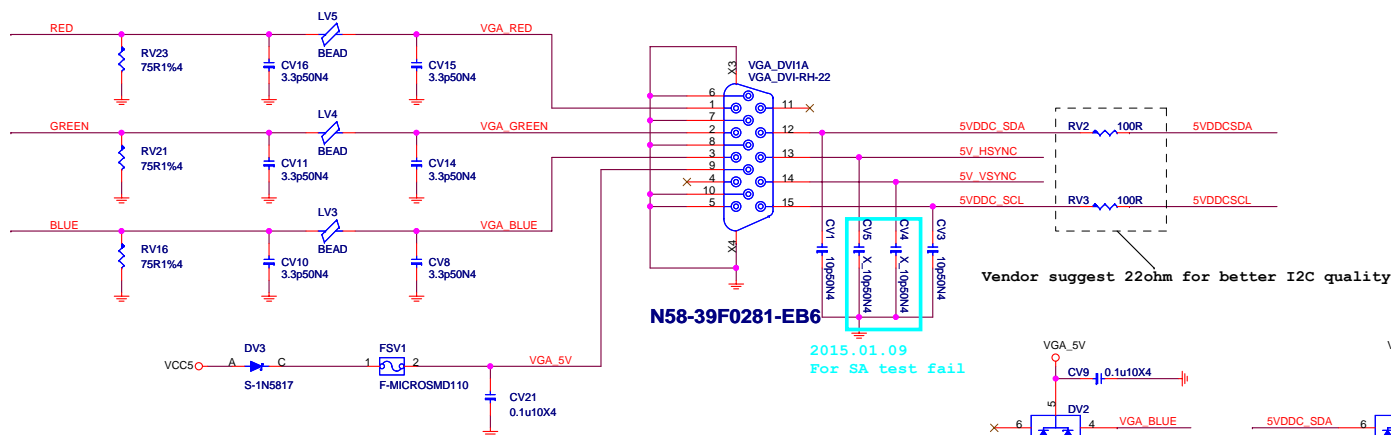 RED
RV23
75R1%4
CV16
3.3p50N4
LV5
BEAD
CV15
3.3p50N4
VGA_RED
GREEN
RV21
75R1%4
CV11
3.3p50N4
LV4
BEAD
CV14
3.3p50N4
VGA_GREEN
BLUE
RV16
75R1%4
CV10
3.3p50N4
LV3
BEAD
CV8
3.3p50N4
VGA_BLUE
VGA_DVI1A
VGA_DVI-RH-22
X3
6
1
7
2
8
3
9
4
10
5
11
12
13
14
15
X4
N58-39F0281-EB6
5VDDC_SDA
5V_HSYNC
5V_VSYNC
5VDDC_SCL
RV2
100R
5VDDCSDA
RV3
100R
5VDDCSCL
CV1
10p50N4
CV5
X_10p50N4
CV4
X_10p50N4
CV3
10p50N4
Vendor suggest 22ohm for better I2C quality
2015.01.09
For SA test fail
VCC5
DV3
A
C
S-1N5817
FSV1
1
2
F-MICROSMD110
VGA_5V
CV21
0.1u10X4
VGA_5V
CV9
0.1u10X4
5
DV2
6
4
VGA_BLUE
5VDDC_SDA
6